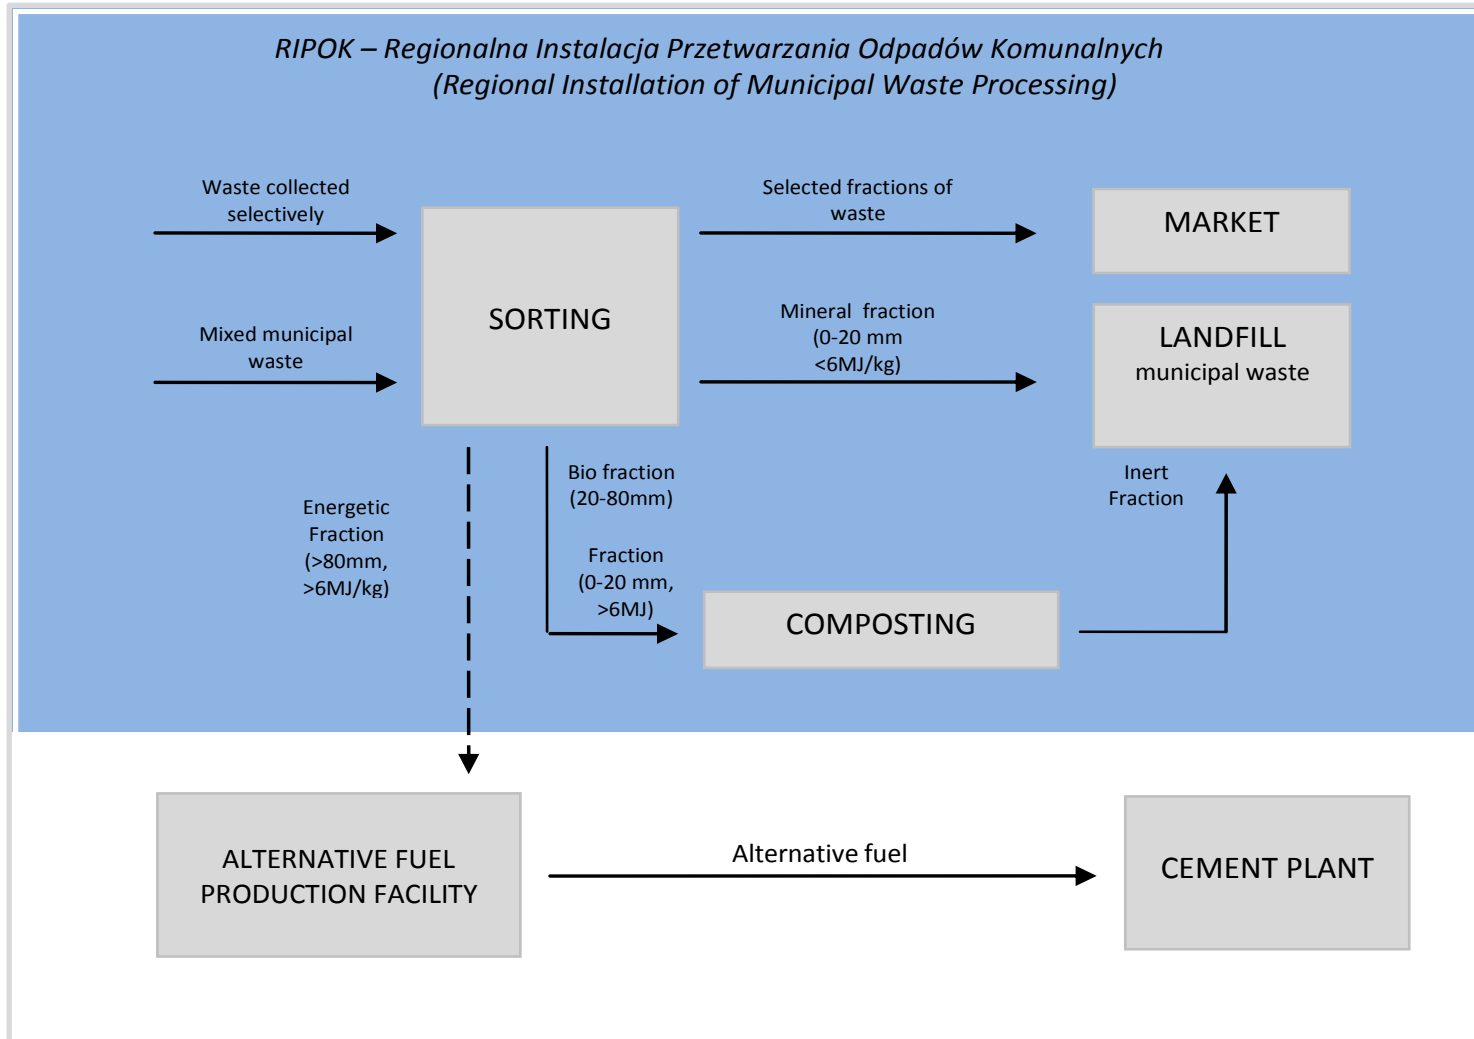 RIPOK – Regionalna Instalacja Przetwarzania Odpadów Komunalnych
(Regional Installation of Municipal Waste Processing)
Waste collected
selectively
Selected fractions of
waste
MARKET
SORTING
Mixed municipal
waste
Mineral fraction
(0-20 mm
<6MJ/kg)
LANDFILL
municipal waste
Energetic
Fraction
(>80mm,
>6MJ/kg)
Bio fraction
(20-80mm)
Fraction
(0-20 mm,
>6MJ)
Inert
Fraction
COMPOSTING
ALTERNATIVE FUEL
PRODUCTION FACILITY
Alternative fuel
CEMENT PLANT